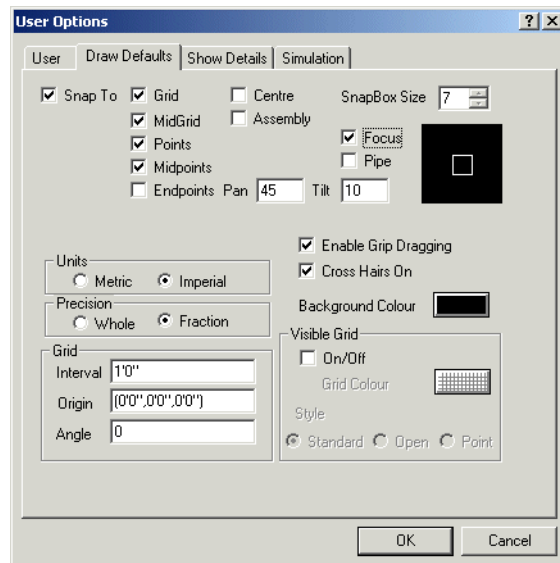 User Options
User Draw Defaults Show Details Simulation
Snap To Grid Centre SnapBox Size 7
MidGrid Assembly
Points Focus
Midpoints Pipe
Endpoints Pan 45 Tilt 10
Enable Grip Dragging
Units
Metric Imperial Cross Hairs On
Precision
Whole Fraction Background Colour
Grid Visible Grid
Interval 1'0" On/Off
Grid Colour
Origin (0'0",0'0",0'0")
Style
Angle 0
Standard Open Point
OK Cancel